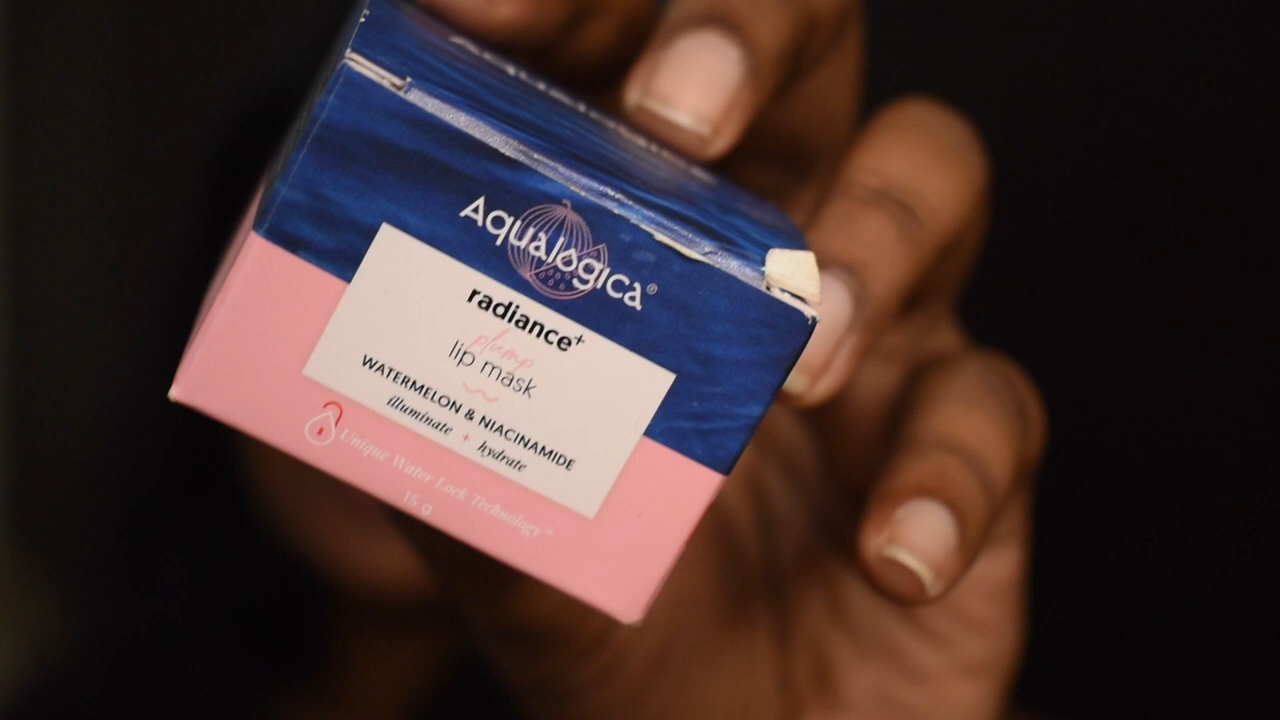 Aqualogica®
radiance+
plump
lip mask
WATERMELON & NIACINAMIDE
illuminate + hydrate
Unique Water Lock Technology™
15 g